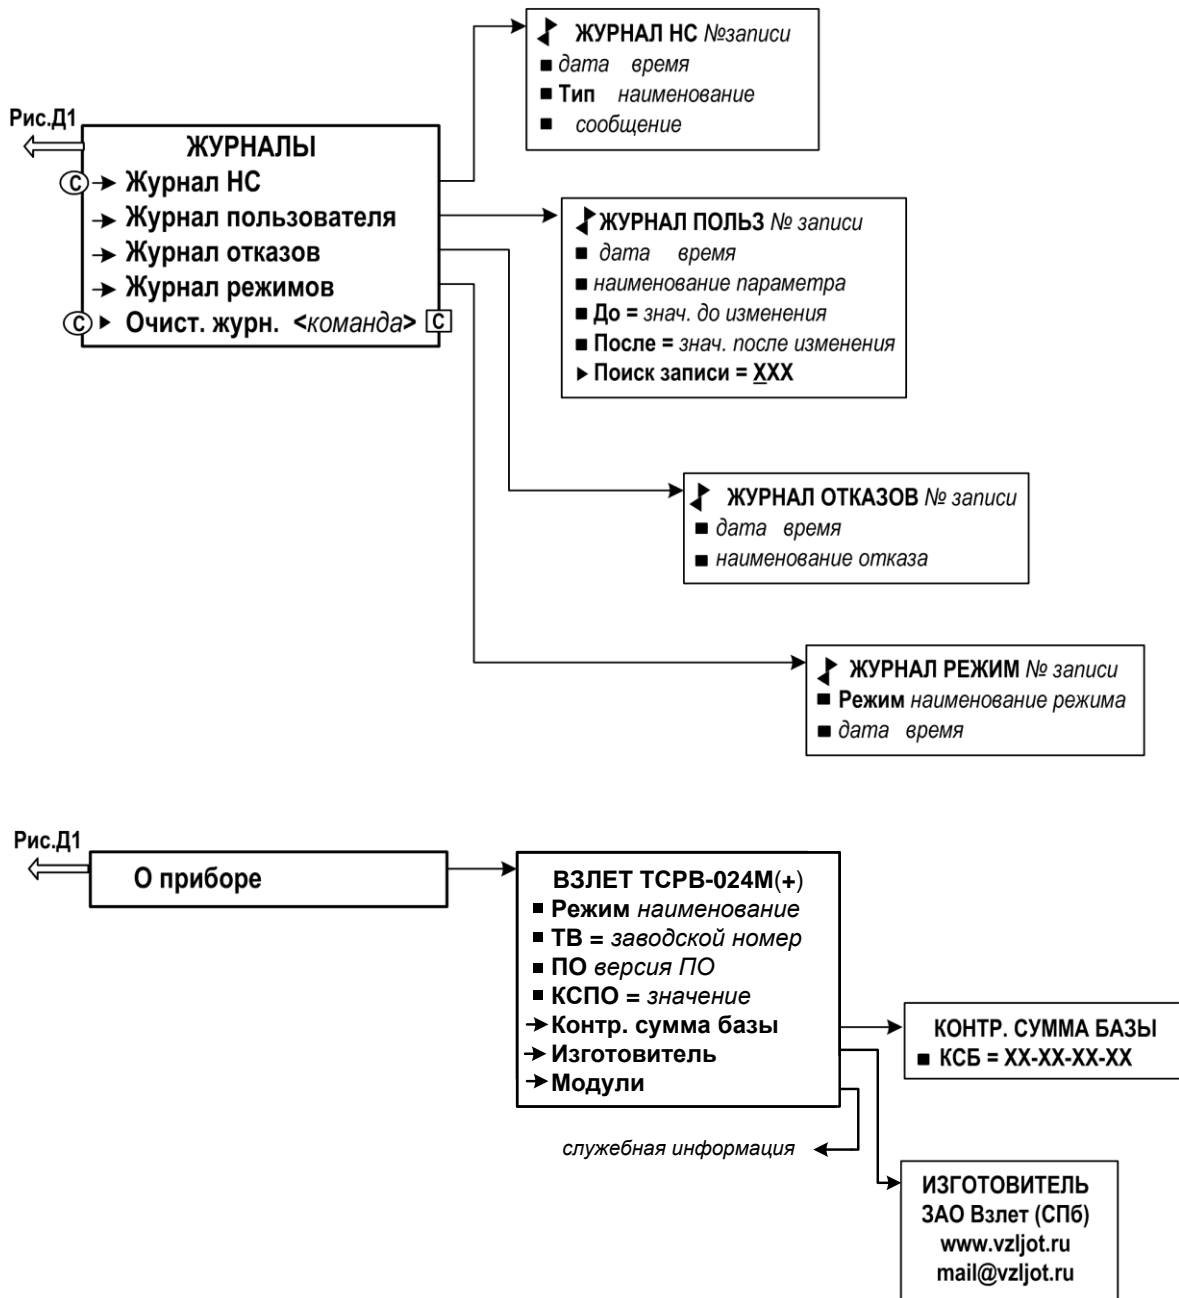 ЖУРНАЛ НС №записи
дата время
Тип наименование
сообщение
Рис.Д1
ЖУРНАЛЫ
С Журнал НС
Журнал пользователя
Журнал отказов
Журнал режимов
С Очист. журн. <команда> С
ЖУРНАЛ ПОЛЬЗ № записи
дата время
наименование параметра
До = знач. до изменения
После = знач. после изменения
Поиск записи = XXX
ЖУРНАЛ ОТКАЗОВ № записи
дата время
наименование отказа
ЖУРНАЛ РЕЖИМ № записи
Режим наименование режима
дата время
Рис.Д1
О приборе
ВЗЛЕТ ТСРВ-024М(+)
Режим наименование
ТВ = заводской номер
ПО версия ПО
КСПО = значение
Контр. сумма базы
Изготовитель
Модули
служебная информация
КОНТР. СУММА БАЗЫ
КСБ = XX-XX-XX-XX
ИЗГОТОВИТЕЛЬ
ЗАО Взлет (СПб)
www.vzljot.ru
mail@vzljot.ru